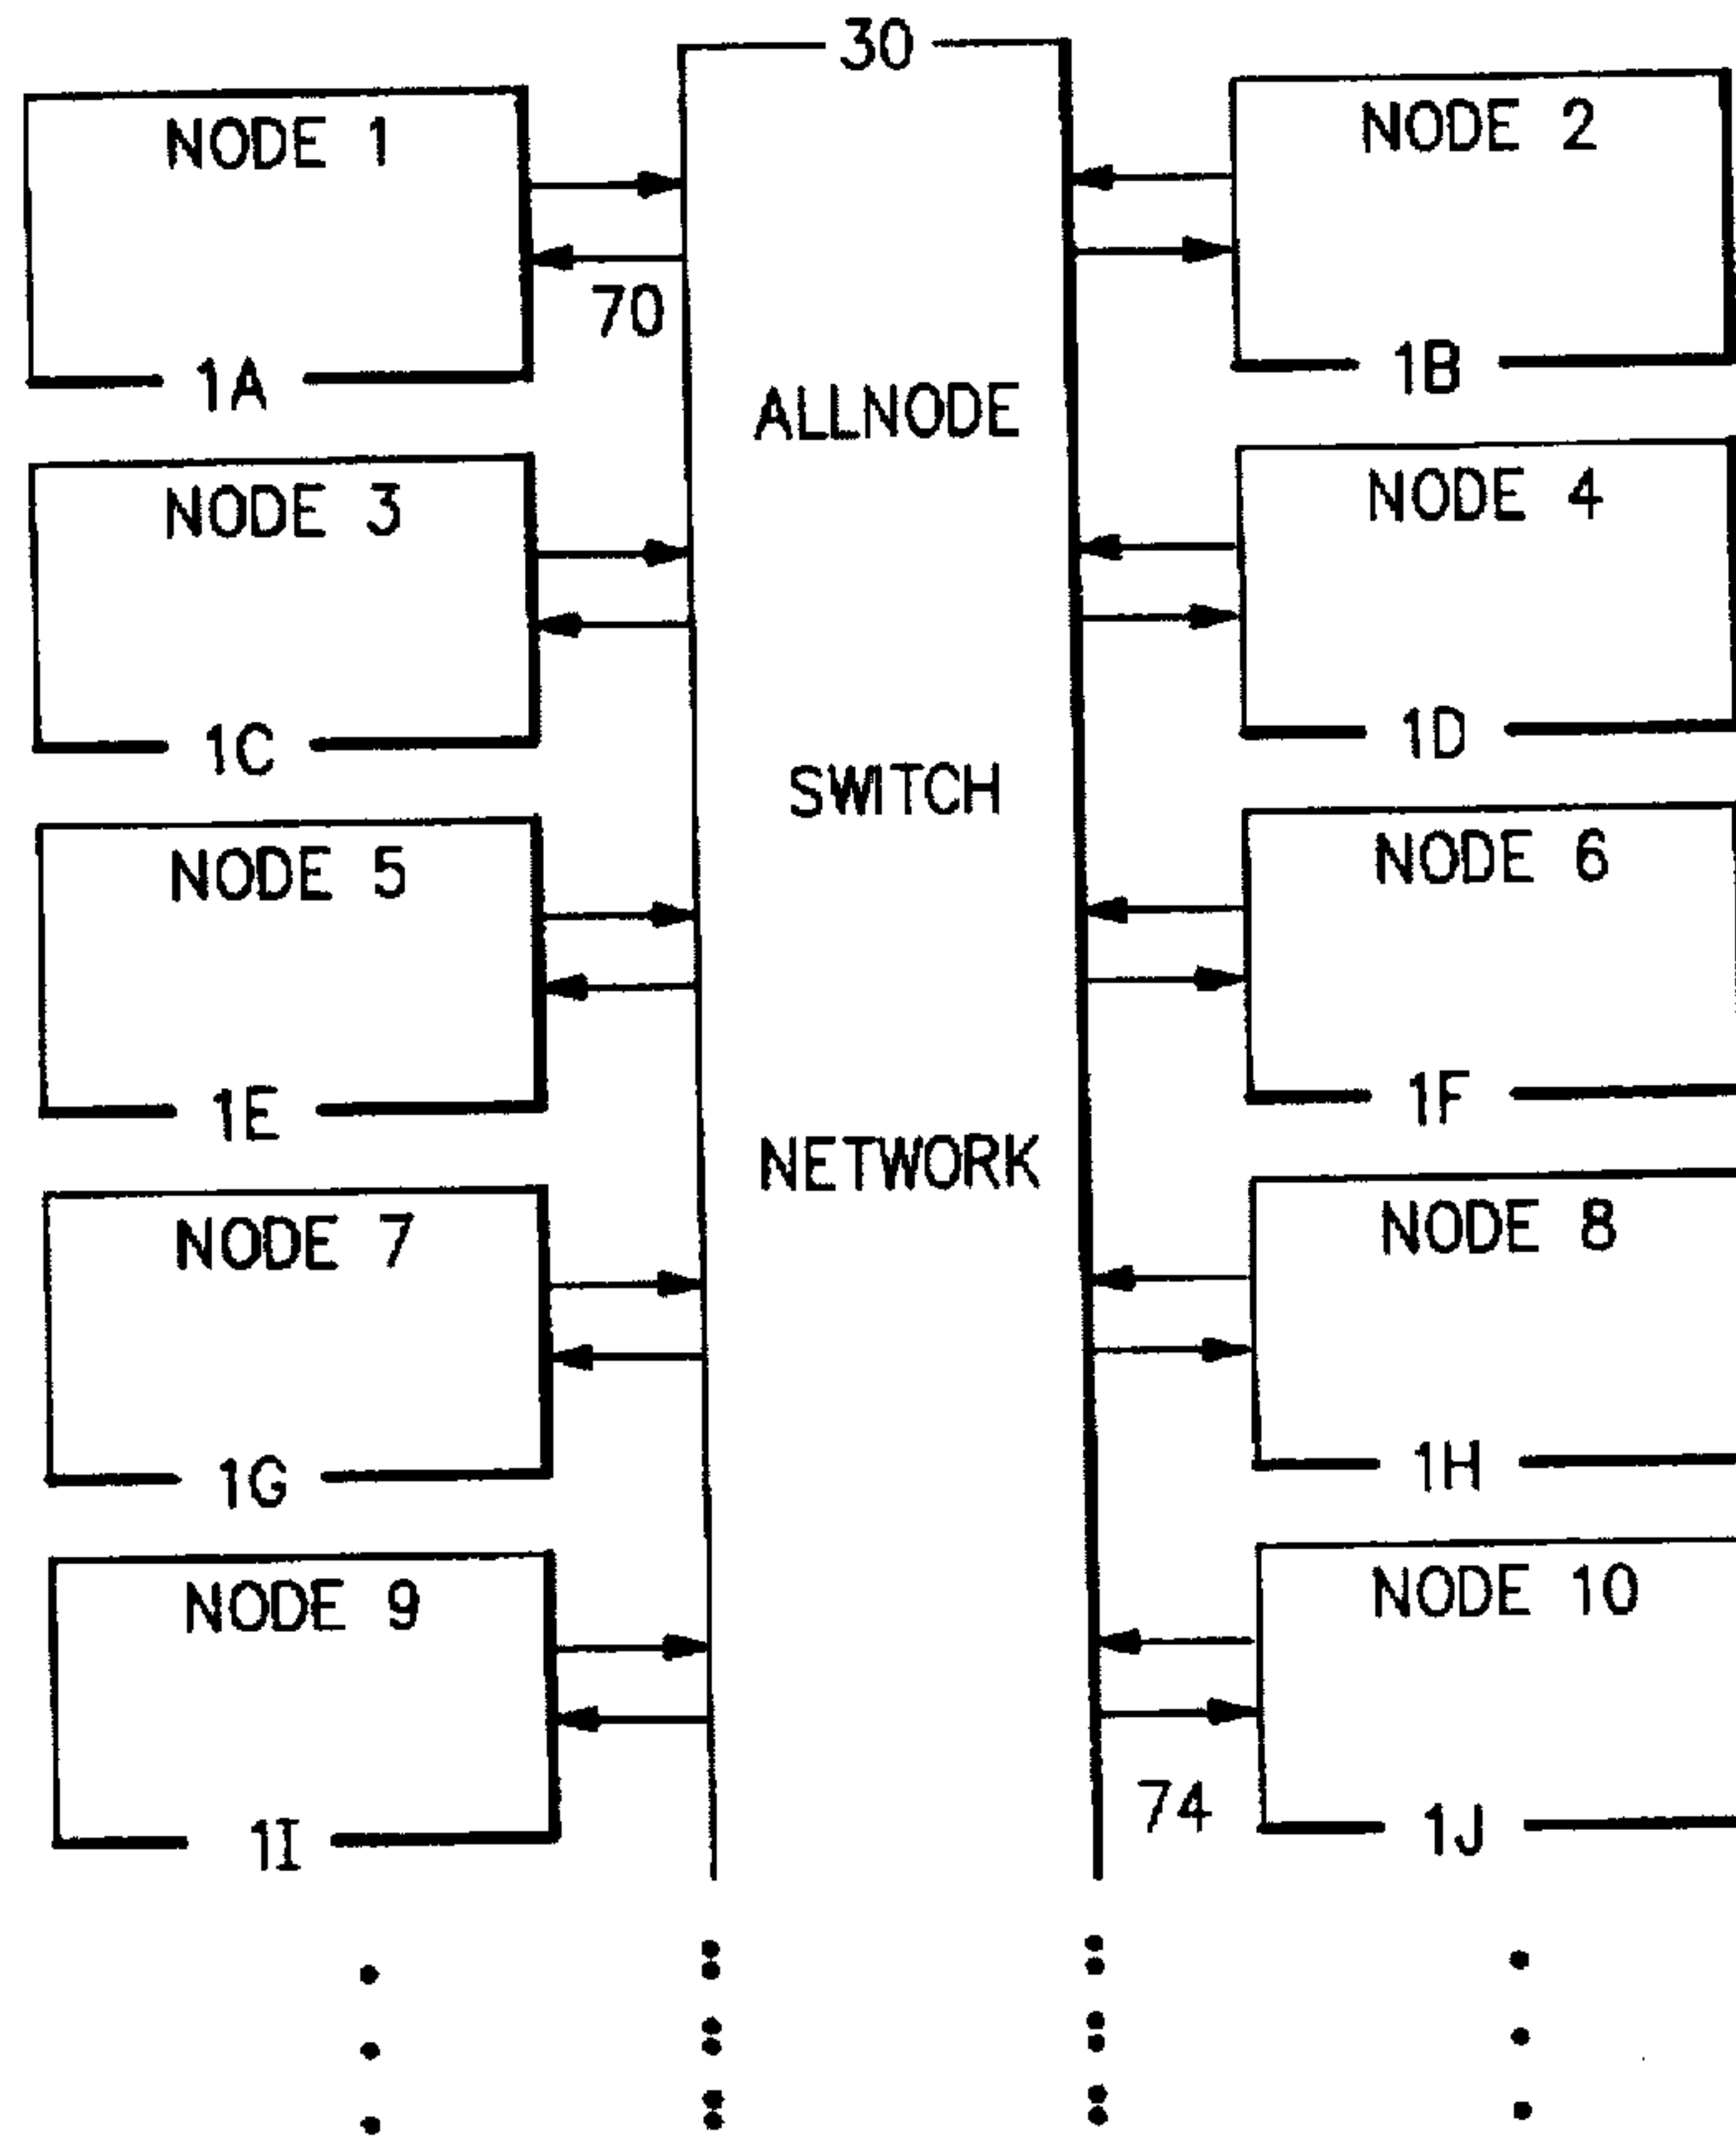 30
NODE 1
NODE 2
70
1A
1B
ALLNODE
NODE 3
NODE 4
1C
1D
SWITCH
NODE 5
NODE 6
1E
1F
NETWORK
NODE 7
NODE 8
1G
1H
NODE 9
NODE 10
74
1I
1J